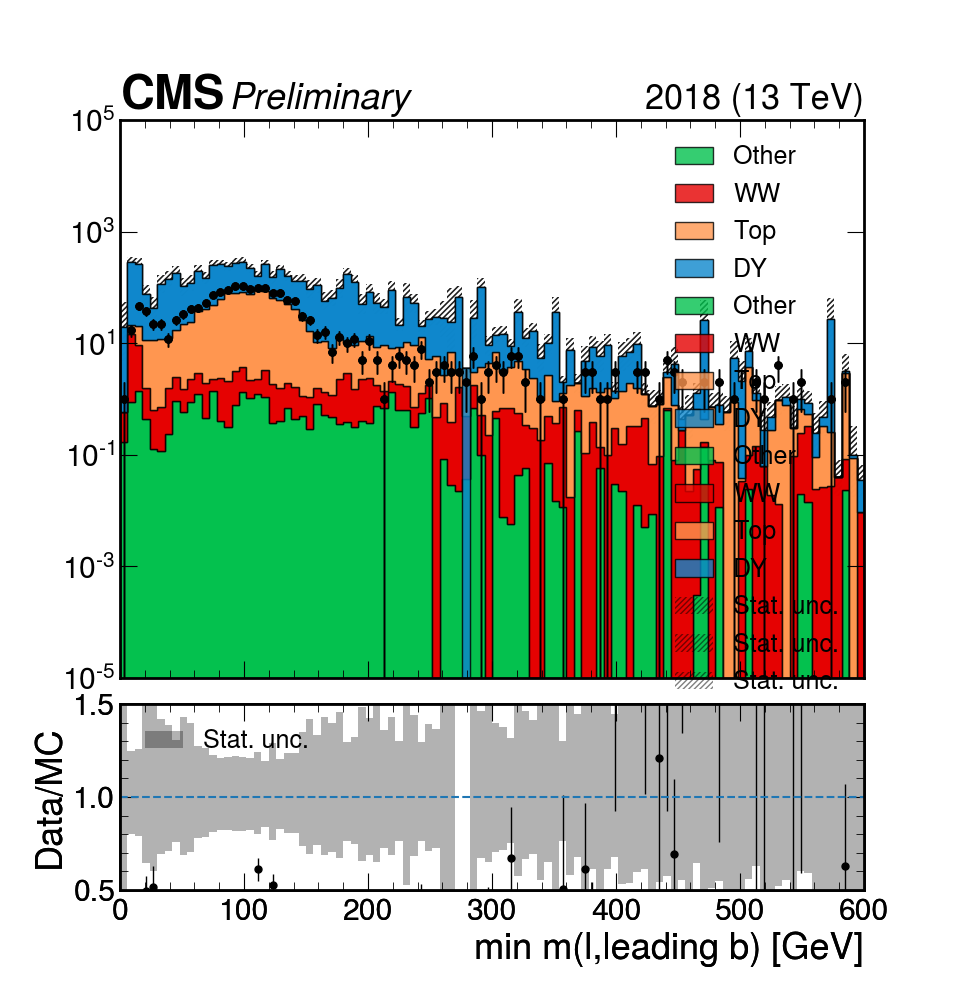 CMS Preliminary 2018 (13 TeV)
10^5
10^3
10^1
10^-1
10^-3
10^-5
Other
WW
Top
DY
Other
WW
Top
DY
Other
WW
Top
DY
Stat. unc.
Stat. unc.
Stat. unc.
1.5
1.0
0.5
Data/MC
Stat. unc.
0 100 200 300 400 500 600
min m(l,leading b) [GeV]